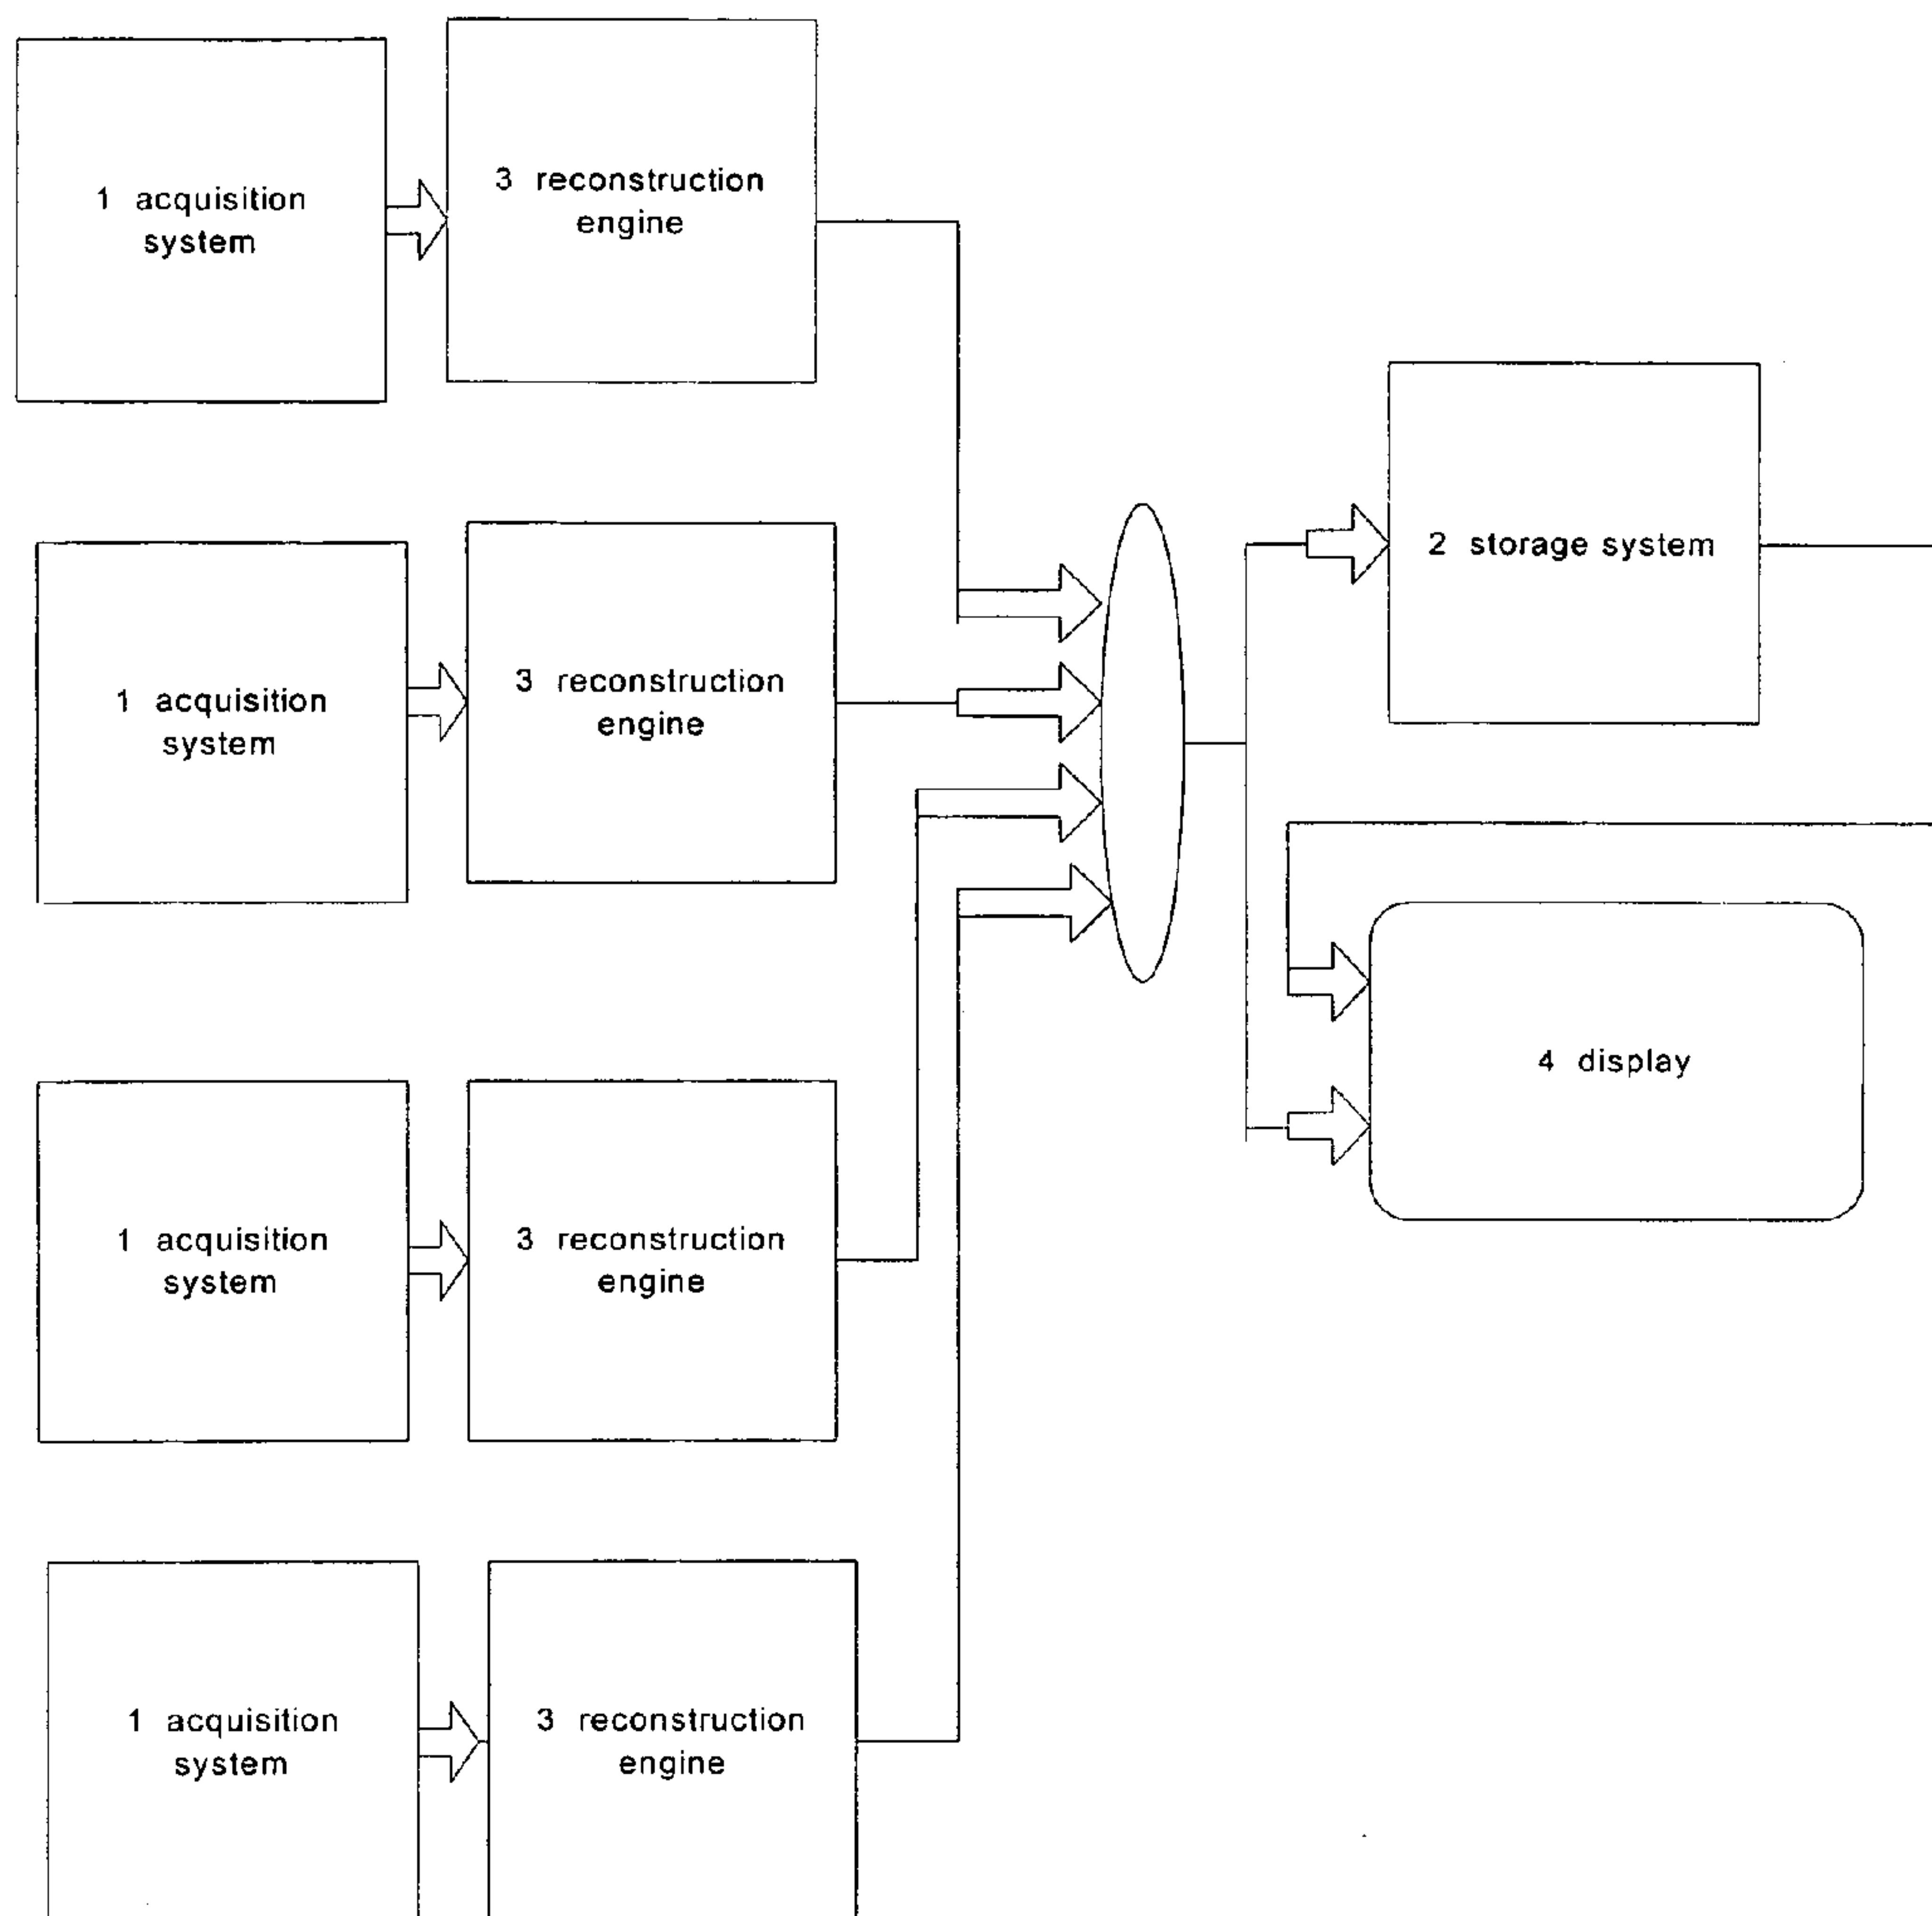 1 acquisition
system
3 reconstruction
engine
1 acquisition
system
3 reconstruction
engine
2 storage system
4 display
1 acquisition
system
3 reconstruction
engine
1 acquisition
system
3 reconstruction
engine